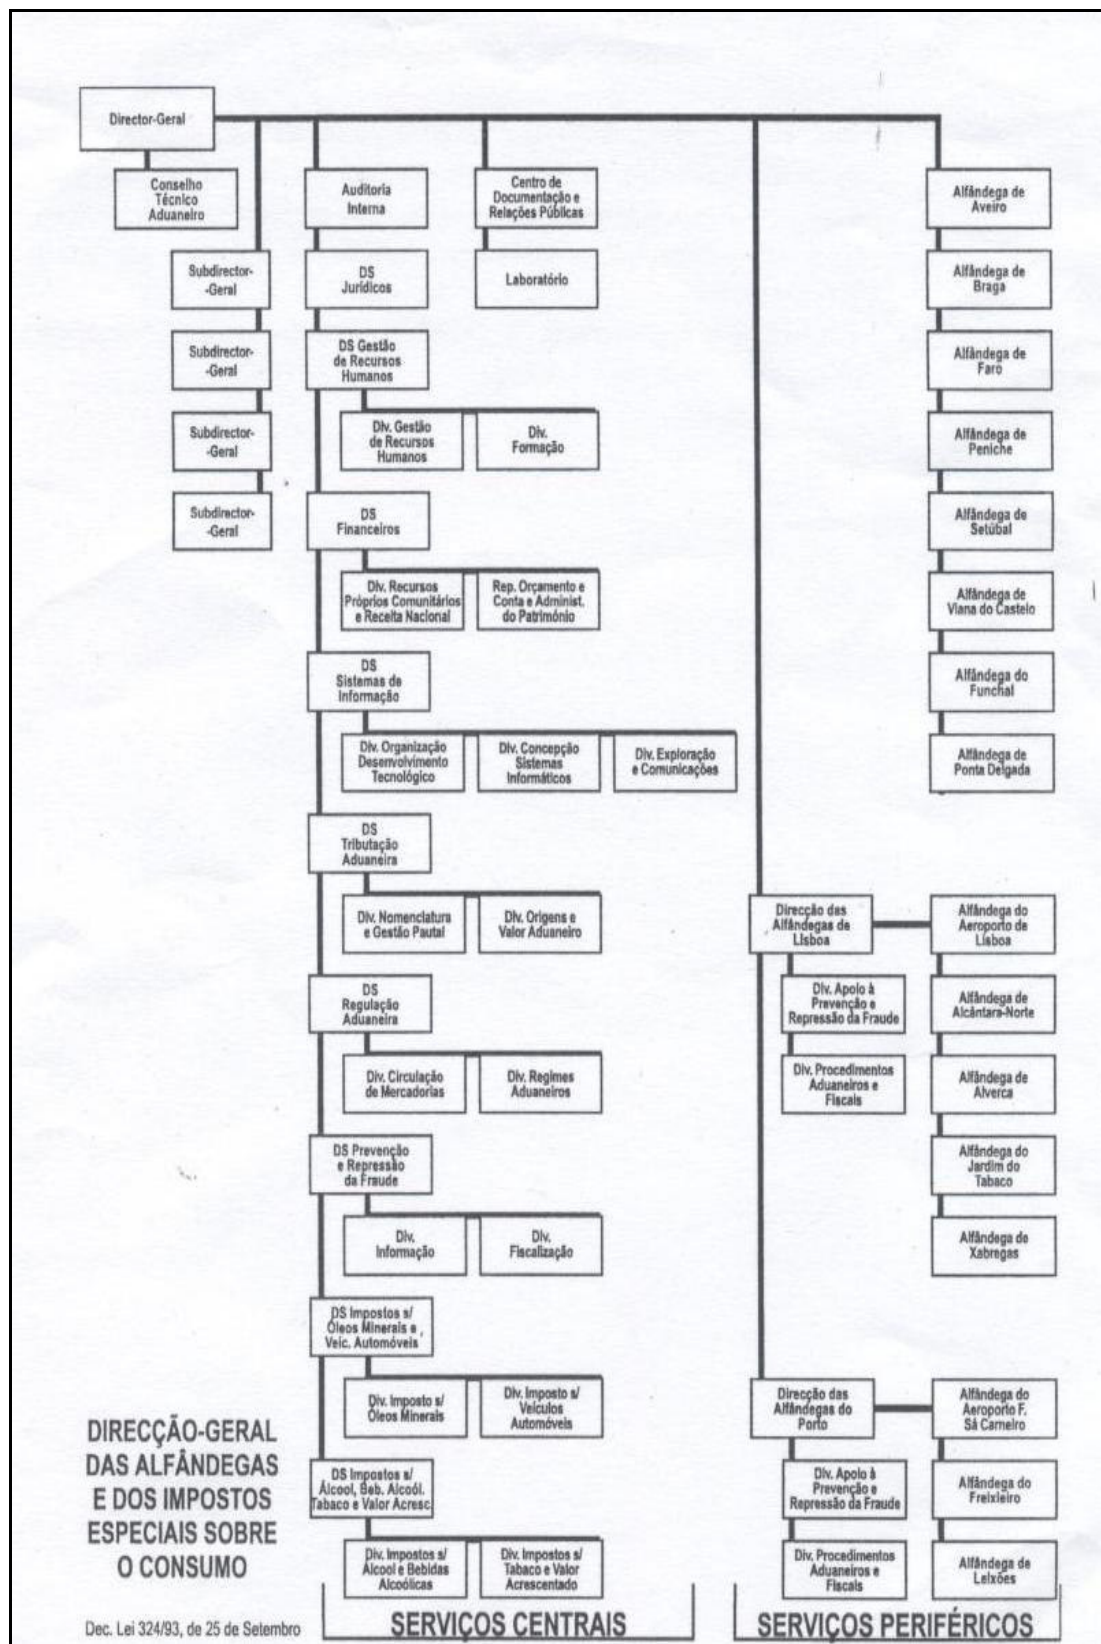 Director-Geral
Conselho
Técnico
Aduaneiro
Subdirector-
-Geral
Subdirector-
-Geral
Subdirector-
-Geral
Subdirector-
-Geral
Auditoria
Interna
Centro de
Documentação e
Relações Públicas
DS
Jurídicos
Laboratório
DS Gestão
de Recursos
Humanos
Div. Gestão
de Recursos
Humanos
Div.
Formação
DS
Financeiros
Div. Recursos
Próprios Comunitários
e Receita Nacional
Rep. Orçamento e
Conta e Administ.
do Património
DS
Sistemas de
Informação
Div. Organização
Desenvolvimento
Tecnológico
Div. Concepção
Sistemas
Informáticos
Div. Exploração
e Comunicações
DS
Tributação
Aduaneira
Div. Nomenclatura
e Gestão Pautal
Div. Origens e
Valor Aduaneiro
DS
Regulação
Aduaneira
Div. Circulação
de Mercadorias
Div. Regimes
Aduaneiros
DS Prevenção
e Repressão
da Fraude
Div.
Informação
Div.
Fiscalização
DS Impostos s/
Óleos Minerais e
Veic. Automóveis
Div. Imposto s/
Óleos Minerais
Div. Imposto s/
Veículos
Automóveis
DS Impostos s/
Álcool, Beb. Alcoól.
Tabaco e Valor Acresc.
Div. Impostos s/
Álcool e Bebidas
Alcoólicas
Div. Impostos s/
Tabaco e Valor
Acrescentado
SERVIÇOS CENTRAIS
Alfândega de
Aveiro
Alfândega de
Braga
Alfândega de
Faro
Alfândega de
Peniche
Alfândega de
Setúbal
Alfândega de
Viana do Castelo
Alfândega do
Funchal
Alfândega de
Ponta Delgada
Direcção das
Alfândegas de
Lisboa
Div. Apoio à
Prevenção e
Repressão da Fraude
Div. Procedimentos
Aduaneiros e
Fiscais
Alfândega do
Aeroporto de
Lisboa
Alfândega de
Alcântara-Norte
Alfândega de
Alverca
Alfândega do
Jardim do
Tabaco
Alfândega de
Xabregas
Direcção das
Alfândegas do
Porto
Div. Apoio à
Prevenção e
Repressão da Fraude
Div. Procedimentos
Aduaneiros e
Fiscais
Alfândega do
Aeroporto F.
Sá Carneiro
Alfândega do
Freixieiro
Alfândega de
Leixões
SERVIÇOS PERIFÉRICOS
DIRECÇÃO-GERAL
DAS ALFÂNDEGAS
E DOS IMPOSTOS
ESPECIAIS SOBRE
O CONSUMO
Dec. Lei 324/93, de 25 de Setembro